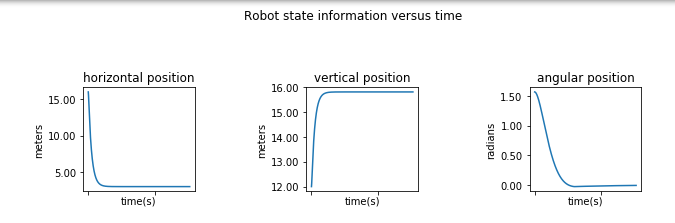 Robot state information versus time
horizontal position
meters
15.00
10.00
5.00
time(s)
vertical position
meters
16.00
15.00
14.00
13.00
12.00
time(s)
angular position
radians
1.50
1.00
0.50
0.00
time(s)